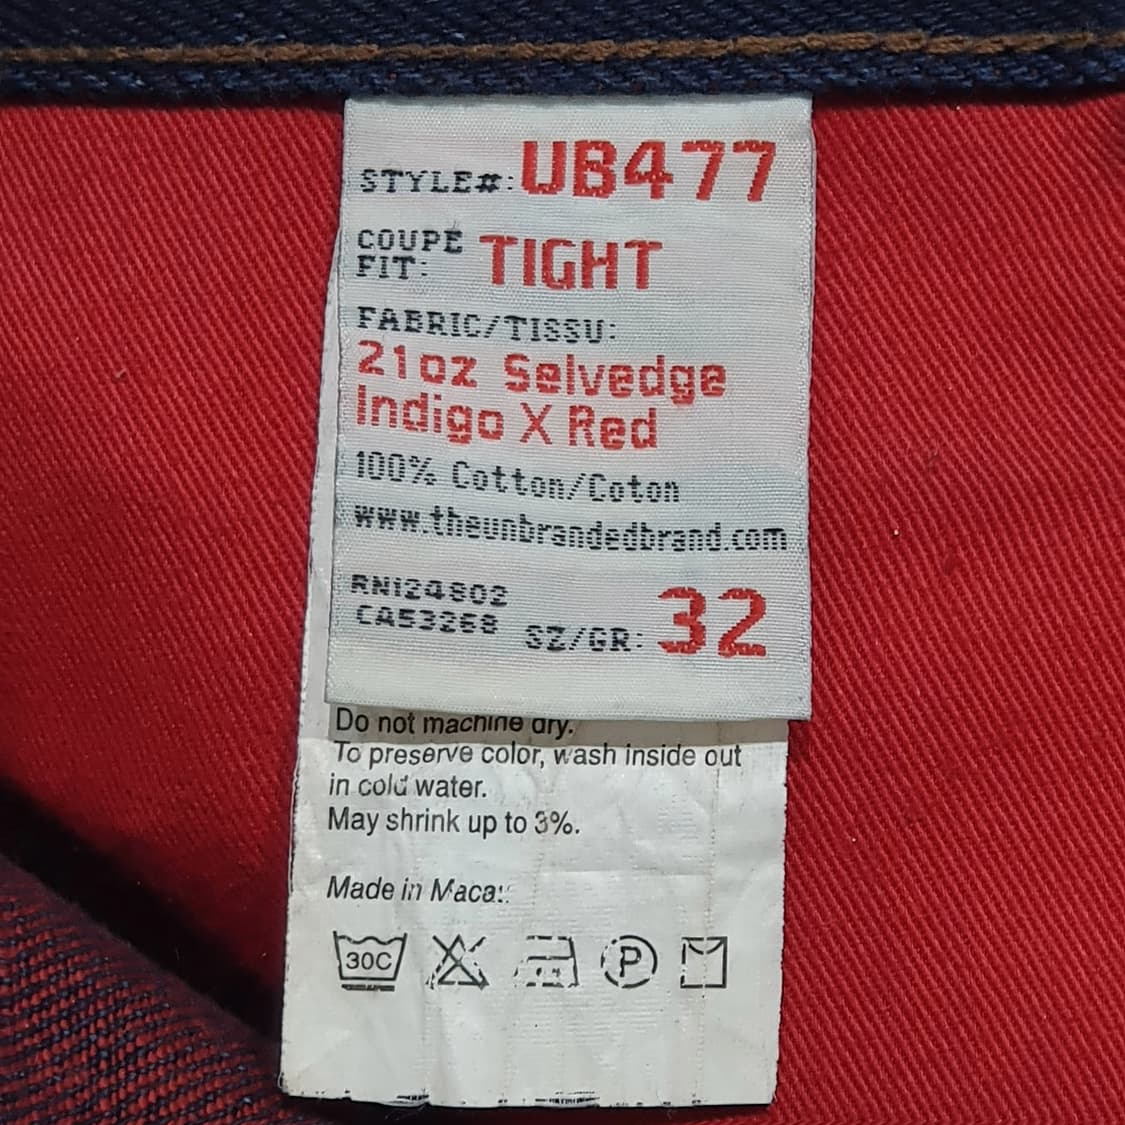 STYLE#: UB477
COUPE
FIT: TIGHT
FABRIC/TISSU:
21oz Selvedge
Indigo X Red
100% Cotton/Coton
www.theunbrandedbrand.com
RN124802
CA53268
SZ/GR: 32
Do not machine dry.
To preserve color, wash inside out
in cold water.
May shrink up to 3%.
Made in
30C
P